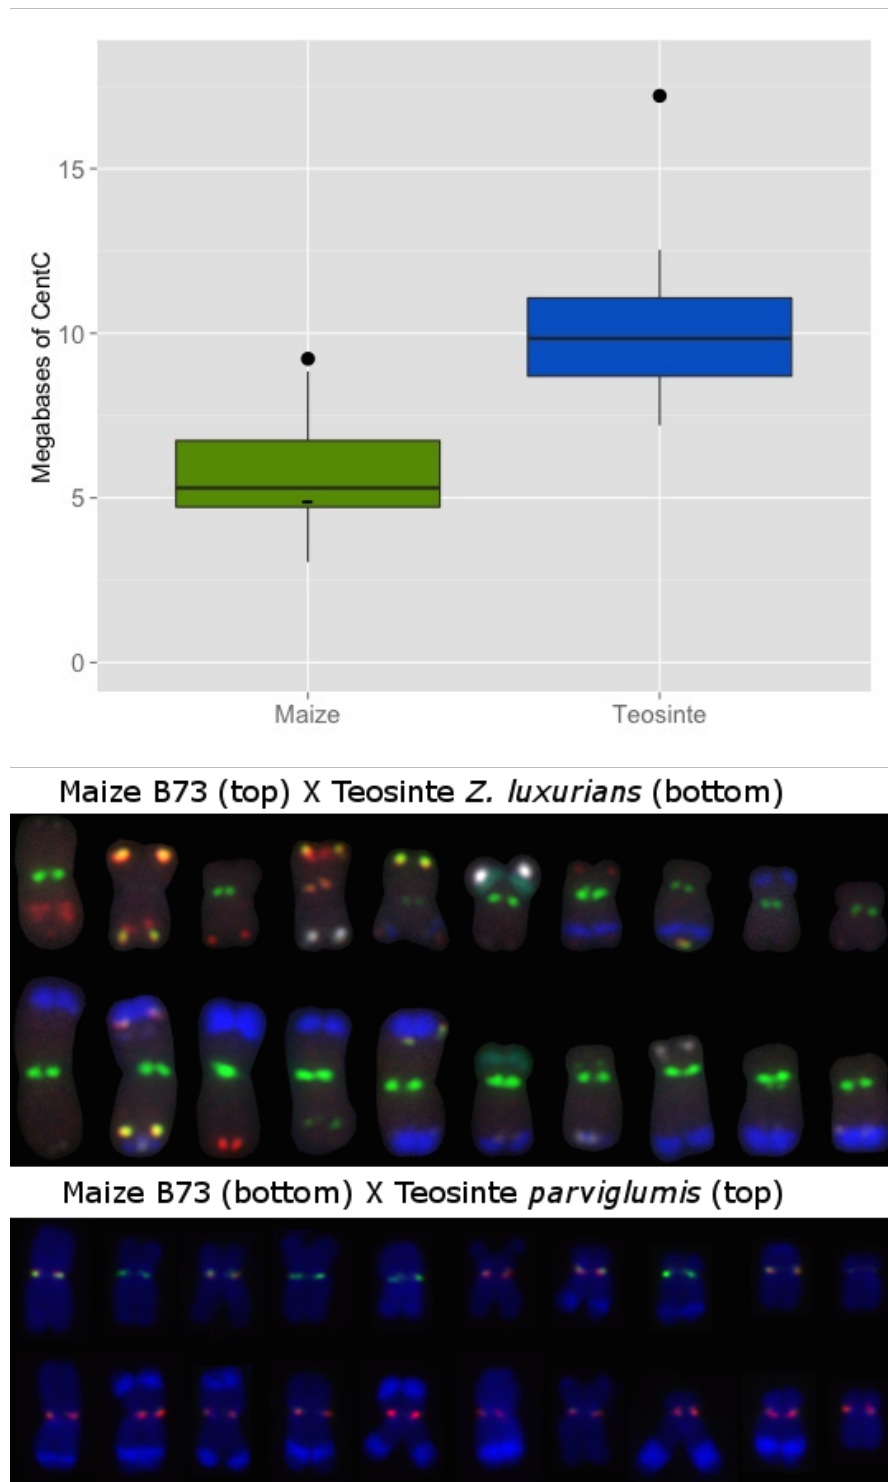 15
10
5
0
Megabases of CentC
Maize
Teosinte
Maize B73 (top) X Teosinte Z. luxurians (bottom)
Maize B73 (bottom) X Teosinte parviglumis (top)